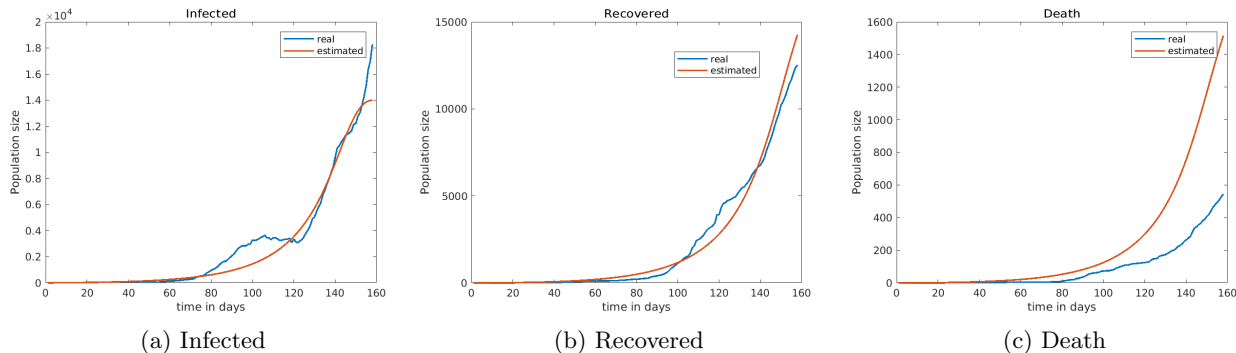 Infected
×10⁴
2
1.8
1.6
1.4
1.2
1
0.8
0.6
0.4
0.2
0
Population size
real
estimated
0 20 40 60 80 100 120 140 160
time in days
(a) Infected
Recovered
15000
10000
5000
0
Population size
real
estimated
0 20 40 60 80 100 120 140 160
time in days
(b) Recovered
Death
1600
1400
1200
1000
800
600
400
200
0
Population size
real
estimated
0 20 40 60 80 100 120 140 160
time in days
(c) Death